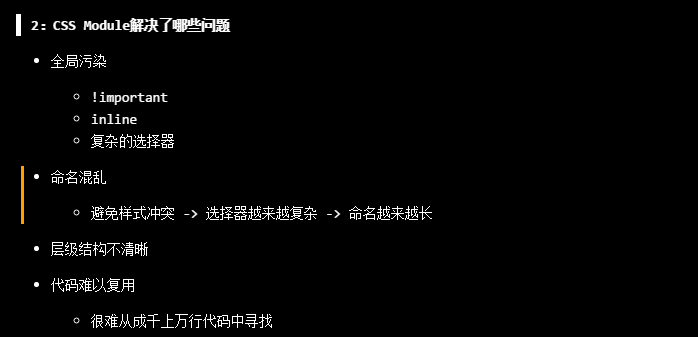 2: CSS Module解决了哪些问题
全局污染
!important
inline
复杂的选择器
命名混乱
避免样式冲突 -> 选择器越来越复杂 -> 命名越来越长
层级结构不清晰
代码难以复用
很难从成千上万行代码中寻找